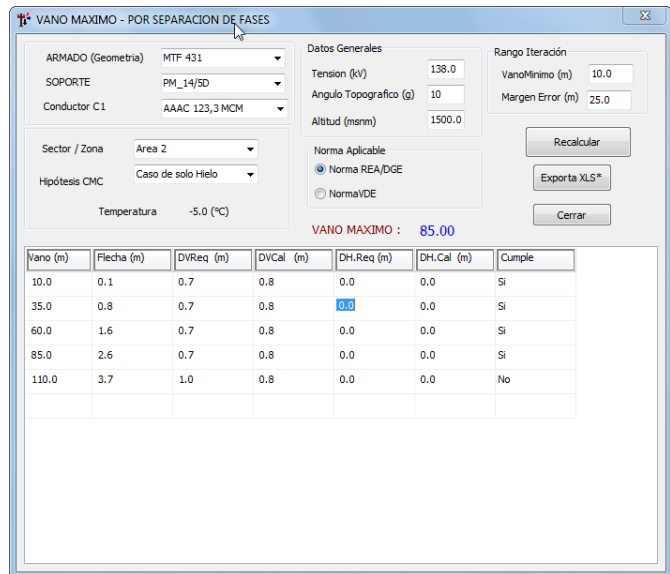 VANO MAXIMO - POR SEPARACION DE FASES
ARMADO (Geometria) MTF 431
SOPORTE PM_14/5D
Conductor C1 AAAC 123,3 MCM
Datos Generales
Tension (kV) 138.0
Angulo Topografico (g) 10
Altitud (msnm) 1500.0
Rango Iteración
VanoMinimo (m) 10.0
Margen Error (m) 25.0
Sector / Zona Area 2
Hipótesis CMC Caso de solo Hielo
Temperatura -5.0 (ºC)
Norma Aplicable
Norma REA/DGE
NormaVDE
Recalcular
Exporta XLS*
Cerrar
VANO MAXIMO : 85.00
Vano (m) Flecha (m) DVReq (m) DVCal (m) DH.Req (m) DH.Cal (m) Cumple
10.0 0.1 0.7 0.8 0.0 0.0 Si
35.0 0.8 0.7 0.8 0.0 0.0 Si
60.0 1.6 0.7 0.8 0.0 0.0 Si
85.0 2.6 0.7 0.8 0.0 0.0 Si
110.0 3.7 1.0 0.8 0.0 0.0 No